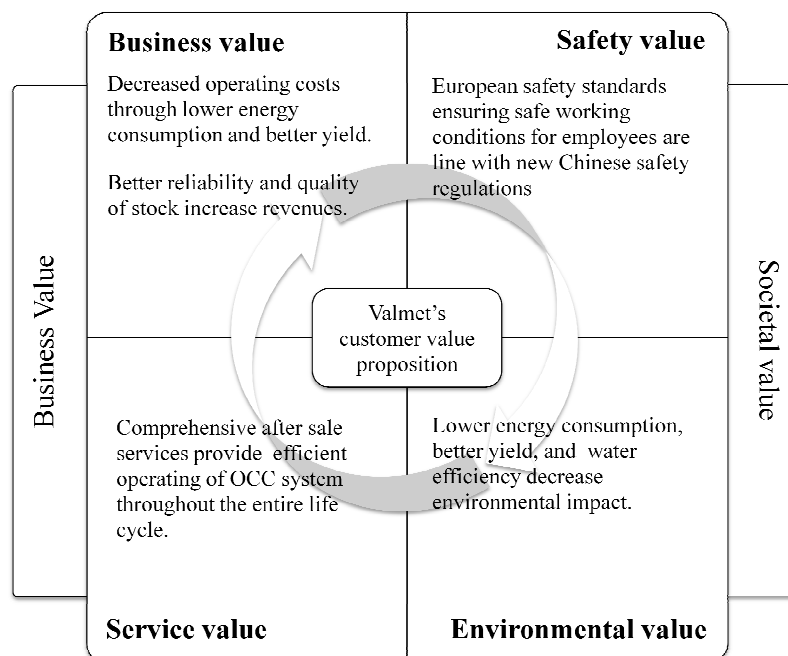 Business value
Decreased operating costs
through lower energy
consumption and better yield.
Better reliability and quality
of stock increase revenues.
Safety value
European safety standards
ensuring safe working
conditions for employees are
line with new Chinese safety
regulations
Business Value
Valmet's
customer value
proposition
Societal value
Comprehensive after sale
services provide efficient
operating of OCC system
throughout the entire life
cycle.
Service value
Lower energy consumption,
better yield, and water
efficiency decrease
environmental impact.
Environmental value